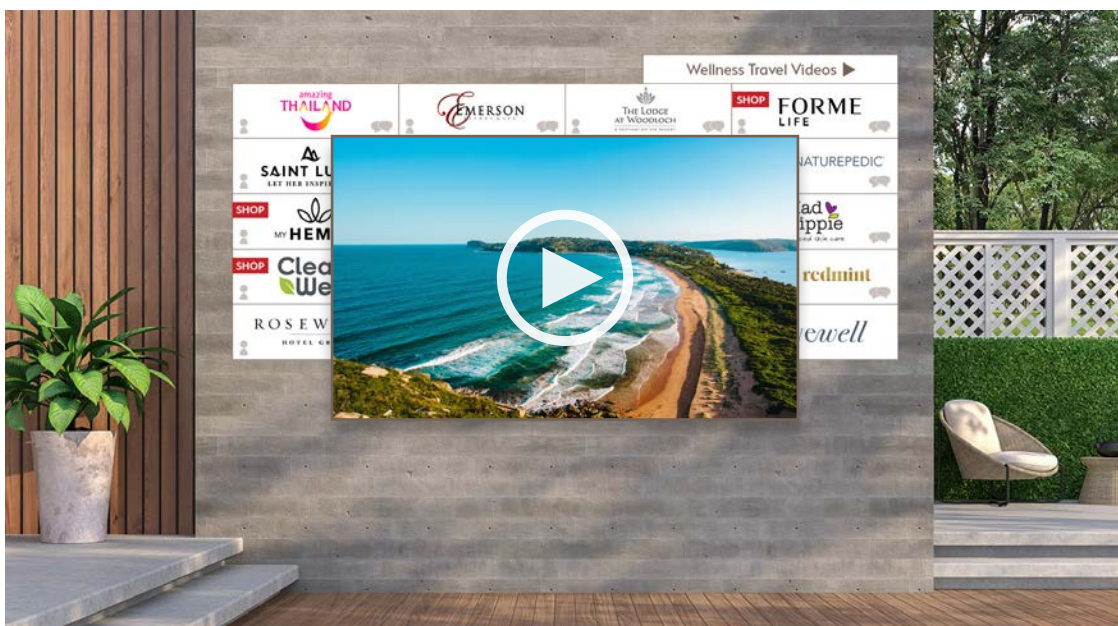 Wellness Travel Videos
amazing
THAILAND
EMERSON
THE LODGE
AT WOODLOCH
SHOP
FORME
LIFE
SAINT LU
LET HER INSPI
NATUREPEDIC
SHOP
MY HEM
ad
ippie
SHOP
Clea
We
redmint
ROSEW
HOTEL GR
ewell